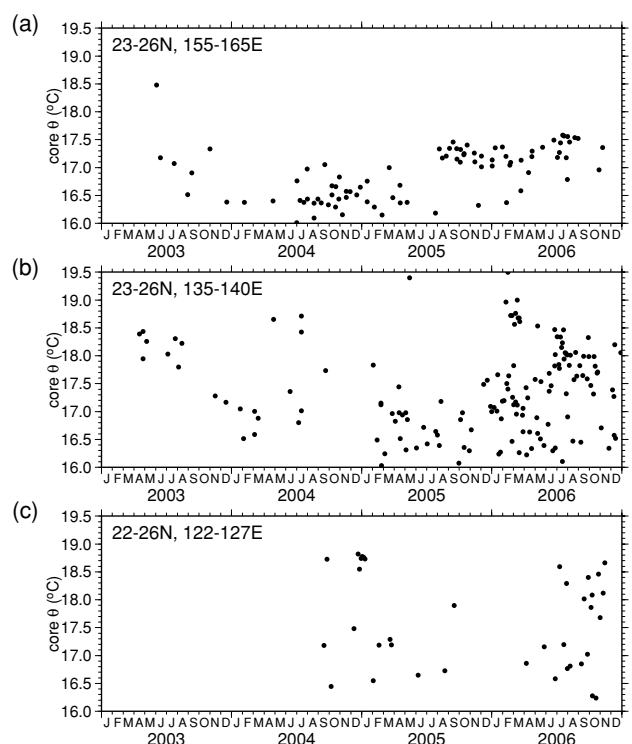 (a)
23-26N, 155-165E
core θ (°C)
19.5
19.0
18.5
18.0
17.5
17.0
16.5
16.0
J F M A M J J A S O N D J F M A M J J A S O N D J F M A M J J A S O N D J F M A M J J A S O N D
2003 2004 2005 2006
(b)
23-26N, 135-140E
core θ (°C)
19.5
19.0
18.5
18.0
17.5
17.0
16.5
16.0
J F M A M J J A S O N D J F M A M J J A S O N D J F M A M J J A S O N D J F M A M J J A S O N D
2003 2004 2005 2006
(c)
22-26N, 122-127E
core θ (°C)
19.5
19.0
18.5
18.0
17.5
17.0
16.5
16.0
J F M A M J J A S O N D J F M A M J J A S O N D J F M A M J J A S O N D J F M A M J J A S O N D
2003 2004 2005 2006